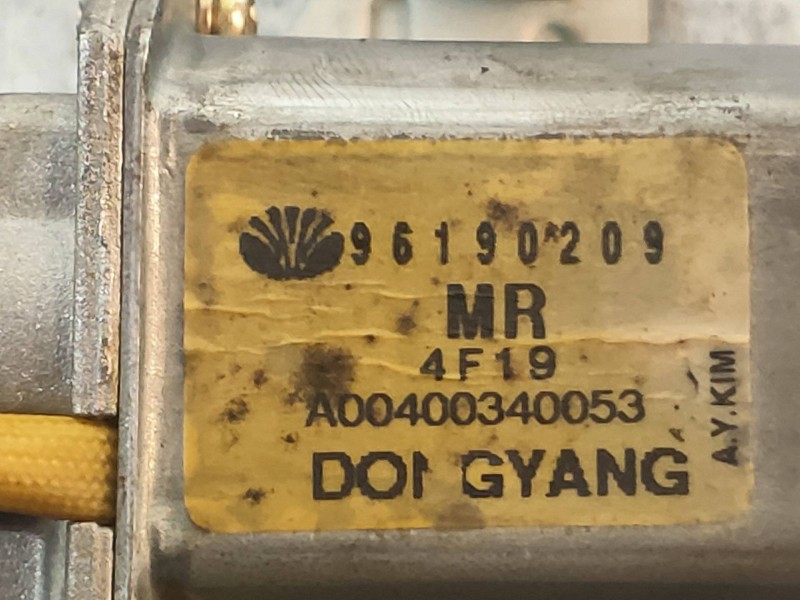 96190209
MR
4F19
A00400340053
DONGYANG
A.Y.KIM